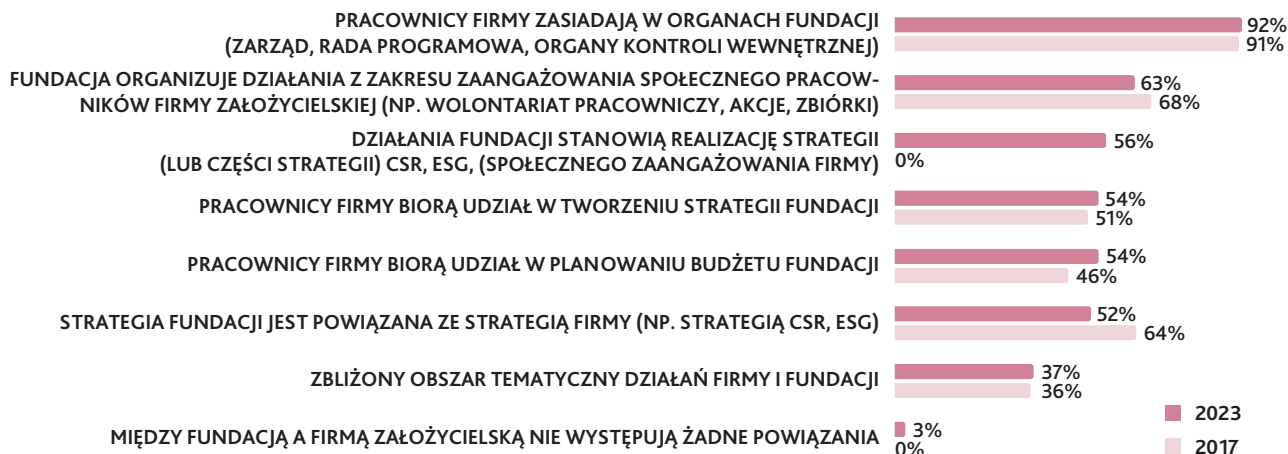 PRACOWNICY FIRMY ZASIADAJĄ W ORGANACH FUNDACJI
(ZARZĄD, RADA PROGRAMOWA, ORGANY KONTROLI WEWNĘTRZNEJ)
92%
91%
FUNDACJA ORGANIZUJE DZIAŁANIA Z ZAKRESU ZAANGAŻOWANIA SPOŁECZNEGO PRACOW-
NIKÓW FIRMY ZAŁOŻYCIELSKIEJ (NP. WOLONTARIAT PRACOWNICZY, AKCJE, ZBIÓRKI)
63%
68%
DZIAŁANIA FUNDACJI STANOWIĄ REALIZACJĘ STRATEGII
(LUB CZĘŚCI STRATEGII) CSR, ESG, (SPOŁECZNEGO ZAANGAŻOWANIA FIRMY)
56%
0%
PRACOWNICY FIRMY BIORĄ UDZIAŁ W TWORZENIU STRATEGII FUNDACJI
54%
51%
PRACOWNICY FIRMY BIORĄ UDZIAŁ W PLANOWANIU BUDŻETU FUNDACJI
54%
46%
STRATEGIA FUNDACJI JEST POWIĄZANA ZE STRATEGIĄ FIRMY (NP. STRATEGIĄ CSR, ESG)
52%
64%
ZBLIŻONY OBSZAR TEMATYCZNY DZIAŁAŃ FIRMY I FUNDACJI
37%
36%
MIĘDZY FUNDACJĄ A FIRMĄ ZAŁOŻYCIELSKĄ NIE WYSTĘPUJĄ ŻADNE POWIĄZANIA
3%
0%
2023
2017